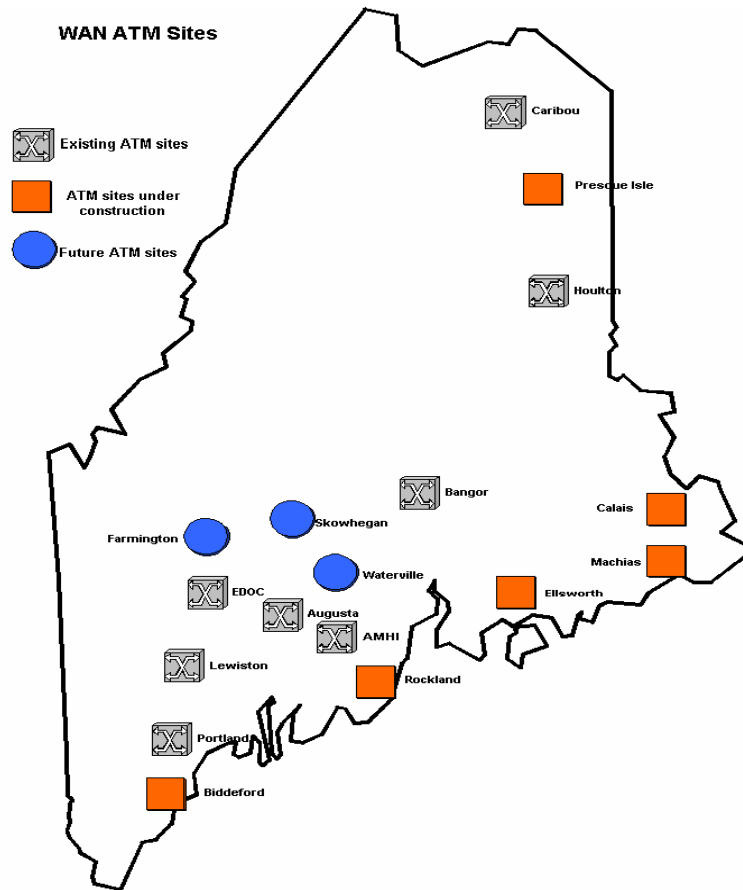 WAN ATM Sites
Existing ATM sites
ATM sites under
construction
Future ATM sites
Caribou
Presque Isle
Houlton
Bangor
Calais
Skowhegan
Farmington
Machias
Waterville
EDOC
Ellsworth
Augusta
AMHI
Lewiston
Rockland
Portland
Biddeford